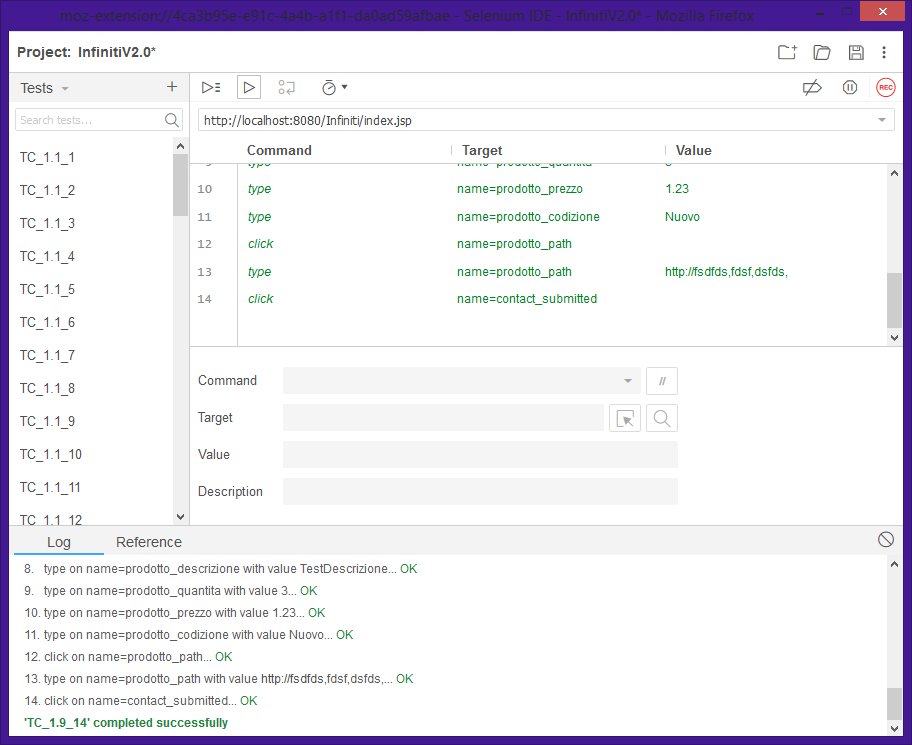 moz-extension://4ca3b95e-e91c-4a4b-a1f1-da0ad59afbae - Selenium IDE - InfinitiV2.0* - Mozilla Firefox
Project: InfinitiV2.0*
Tests
REC
Search tests...
http://localhost:8080/Infiniti/index.jsp
Command Target Value
TC_1.1_1
TC_1.1_2
TC_1.1_3
TC_1.1_4
TC_1.1_5
TC_1.1_6
TC_1.1_7
TC_1.1_8
TC_1.1_9
TC_1.1_10
TC_1.1_11
TC_1.1_12
9 type name=prodotto_quantita 3
10 type name=prodotto_prezzo 1.23
11 type name=prodotto_codizione Nuovo
12 click name=prodotto_path
13 type name=prodotto_path http://fsdfds,fdsf,dsfds,
14 click name=contact_submitted
Command //
Target
Value
Description
Log Reference
8. type on name=prodotto_descrizione with value TestDescrizione... OK
9. type on name=prodotto_quantita with value 3... OK
10. type on name=prodotto_prezzo with value 1.23... OK
11. type on name=prodotto_codizione with value Nuovo... OK
12. click on name=prodotto_path... OK
13. type on name=prodotto_path with value http://fsdfds,fdsf,dsfds,... OK
14. click on name=contact_submitted... OK
'TC_1.9_14' completed successfully